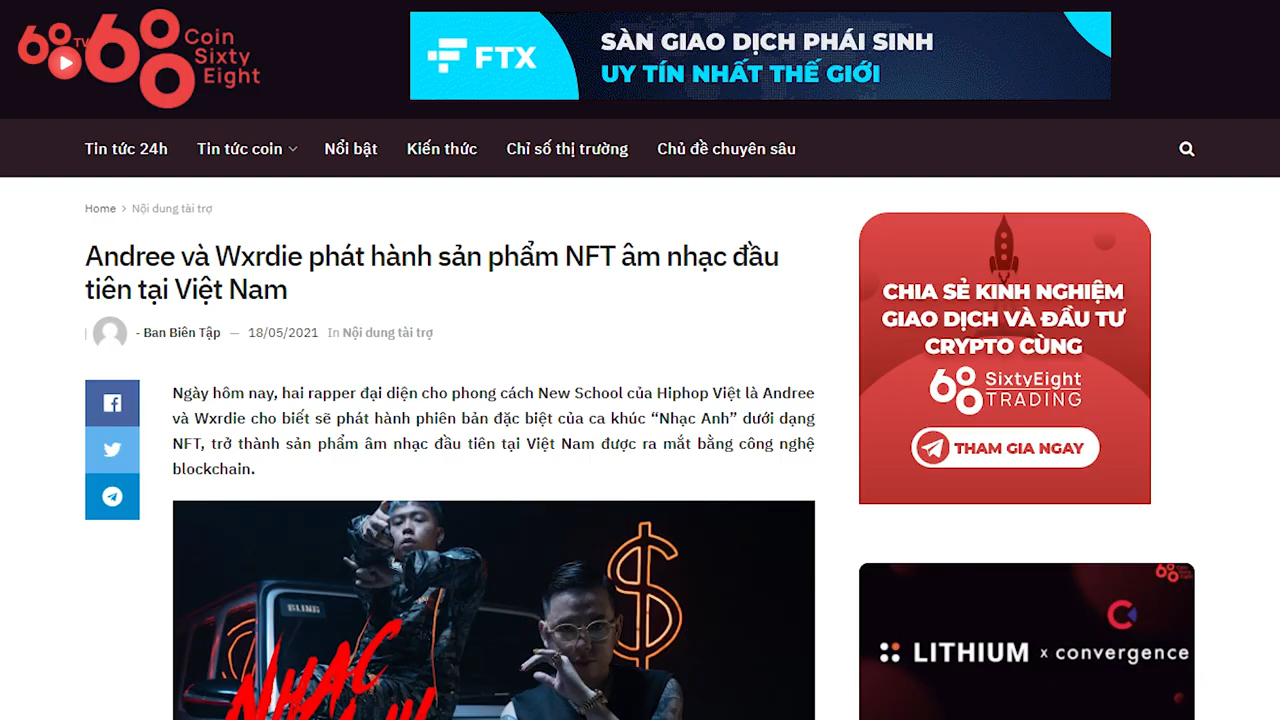 68 TV
68 Coin Sixty Eight
FTX
SÀN GIAO DỊCH PHÁI SINH
UY TÍN NHẤT THẾ GIỚI
Tin tức 24h Tin tức coin Nổi bật Kiến thức Chỉ số thị trường Chủ đề chuyên sâu
Home > Nội dung tài trợ
Andree và Wxrdie phát hành sản phẩm NFT âm nhạc đầu
tiên tại Việt Nam
- Ban Biên Tập — 18/05/2021 In Nội dung tài trợ
Ngày hôm nay, hai rapper đại diện cho phong cách New School của Hiphop Việt là Andree
và Wxrdie cho biết sẽ phát hành phiên bản đặc biệt của ca khúc “Nhạc Anh” dưới dạng
NFT, trở thành sản phẩm âm nhạc đầu tiên tại Việt Nam được ra mắt bằng công nghệ
blockchain.
BLING
NHẠC
ANH
CHIA SẺ KINH NGHIỆM
GIAO DỊCH VÀ ĐẦU TƯ
CRYPTO CÙNG
68 SixtyEight
TRADING
THAM GIA NGAY
68
LITHIUM x convergence